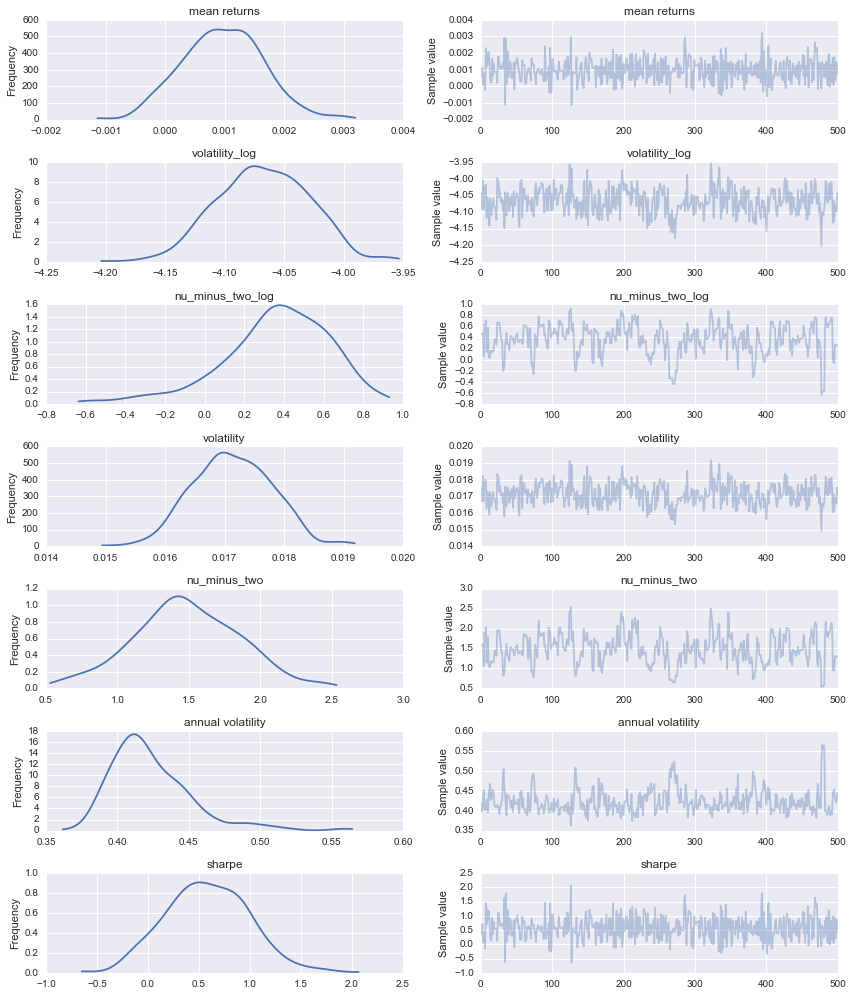 mean returns
Frequency
600
500
400
300
200
100
0
−0.002 −0.001 0.000 0.001 0.002 0.003 0.004
mean returns
Sample value
0.004
0.003
0.002
0.001
0.000
−0.001
−0.002
0 100 200 300 400 500
volatility_log
Frequency
10
8
6
4
2
0
−4.25 −4.20 −4.15 −4.10 −4.05 −4.00 −3.95
volatility_log
Sample value
−3.95
−4.00
−4.05
−4.10
−4.15
−4.20
−4.25
0 100 200 300 400 500
nu_minus_two_log
Frequency
1.6
1.4
1.2
1.0
0.8
0.6
0.4
0.2
0.0
−0.8 −0.6 −0.4 −0.2 0.0 0.2 0.4 0.6 0.8 1.0
nu_minus_two_log
Sample value
1.0
0.8
0.6
0.4
0.2
0.0
−0.2
−0.4
−0.6
−0.8
0 100 200 300 400 500
volatility
Frequency
600
500
400
300
200
100
0
0.014 0.015 0.016 0.017 0.018 0.019 0.020
volatility
Sample value
0.020
0.019
0.018
0.017
0.016
0.015
0.014
0 100 200 300 400 500
nu_minus_two
Frequency
1.2
1.0
0.8
0.6
0.4
0.2
0.0
0.5 1.0 1.5 2.0 2.5 3.0
nu_minus_two
Sample value
3.0
2.5
2.0
1.5
1.0
0.5
0 100 200 300 400 500
annual volatility
Frequency
18
16
14
12
10
8
6
4
2
0
0.35 0.40 0.45 0.50 0.55 0.60
annual volatility
Sample value
0.60
0.55
0.50
0.45
0.40
0.35
0 100 200 300 400 500
sharpe
Frequency
1.0
0.8
0.6
0.4
0.2
0.0
−1.0 −0.5 0.0 0.5 1.0 1.5 2.0 2.5
sharpe
Sample value
2.5
2.0
1.5
1.0
0.5
0.0
−0.5
−1.0
0 100 200 300 400 500